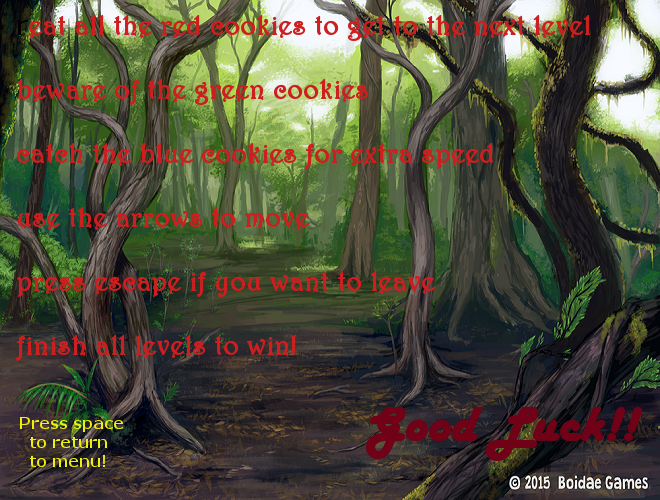 eat all the red cookies to get to the next level
beware of the green cookies
catch the blue cookies for extra speed
use the arrows to move
press escape if you want to leave
finish all levels to win!
Press space
to return
to menu!
Good Luck!!
© 2015 Boidae Games